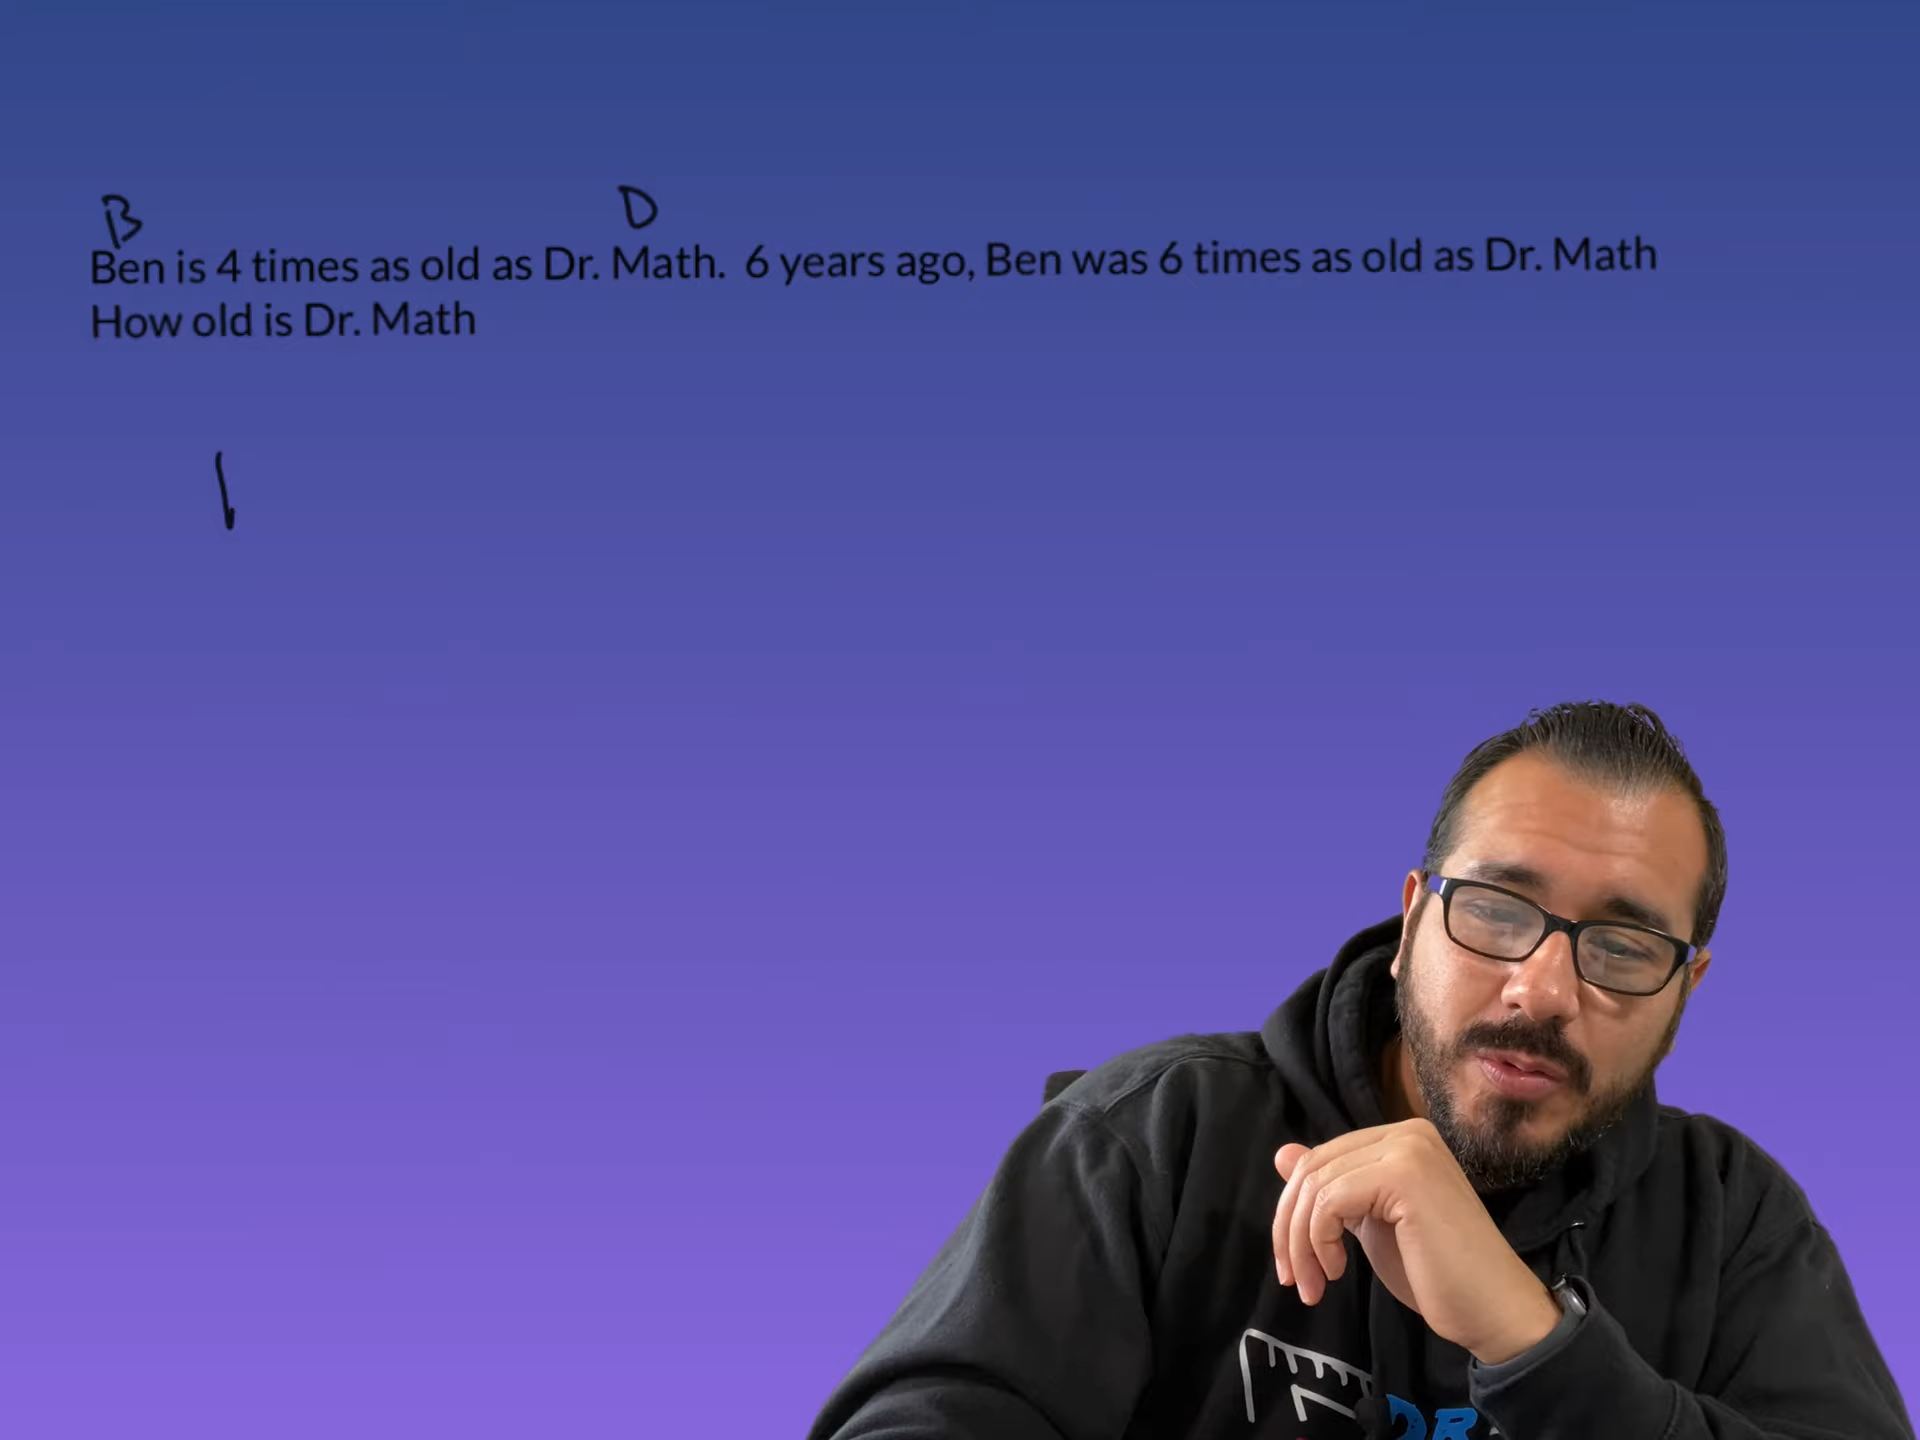 B D
Ben is 4 times as old as Dr. Math. 6 years ago, Ben was 6 times as old as Dr. Math
How old is Dr. Math
DR